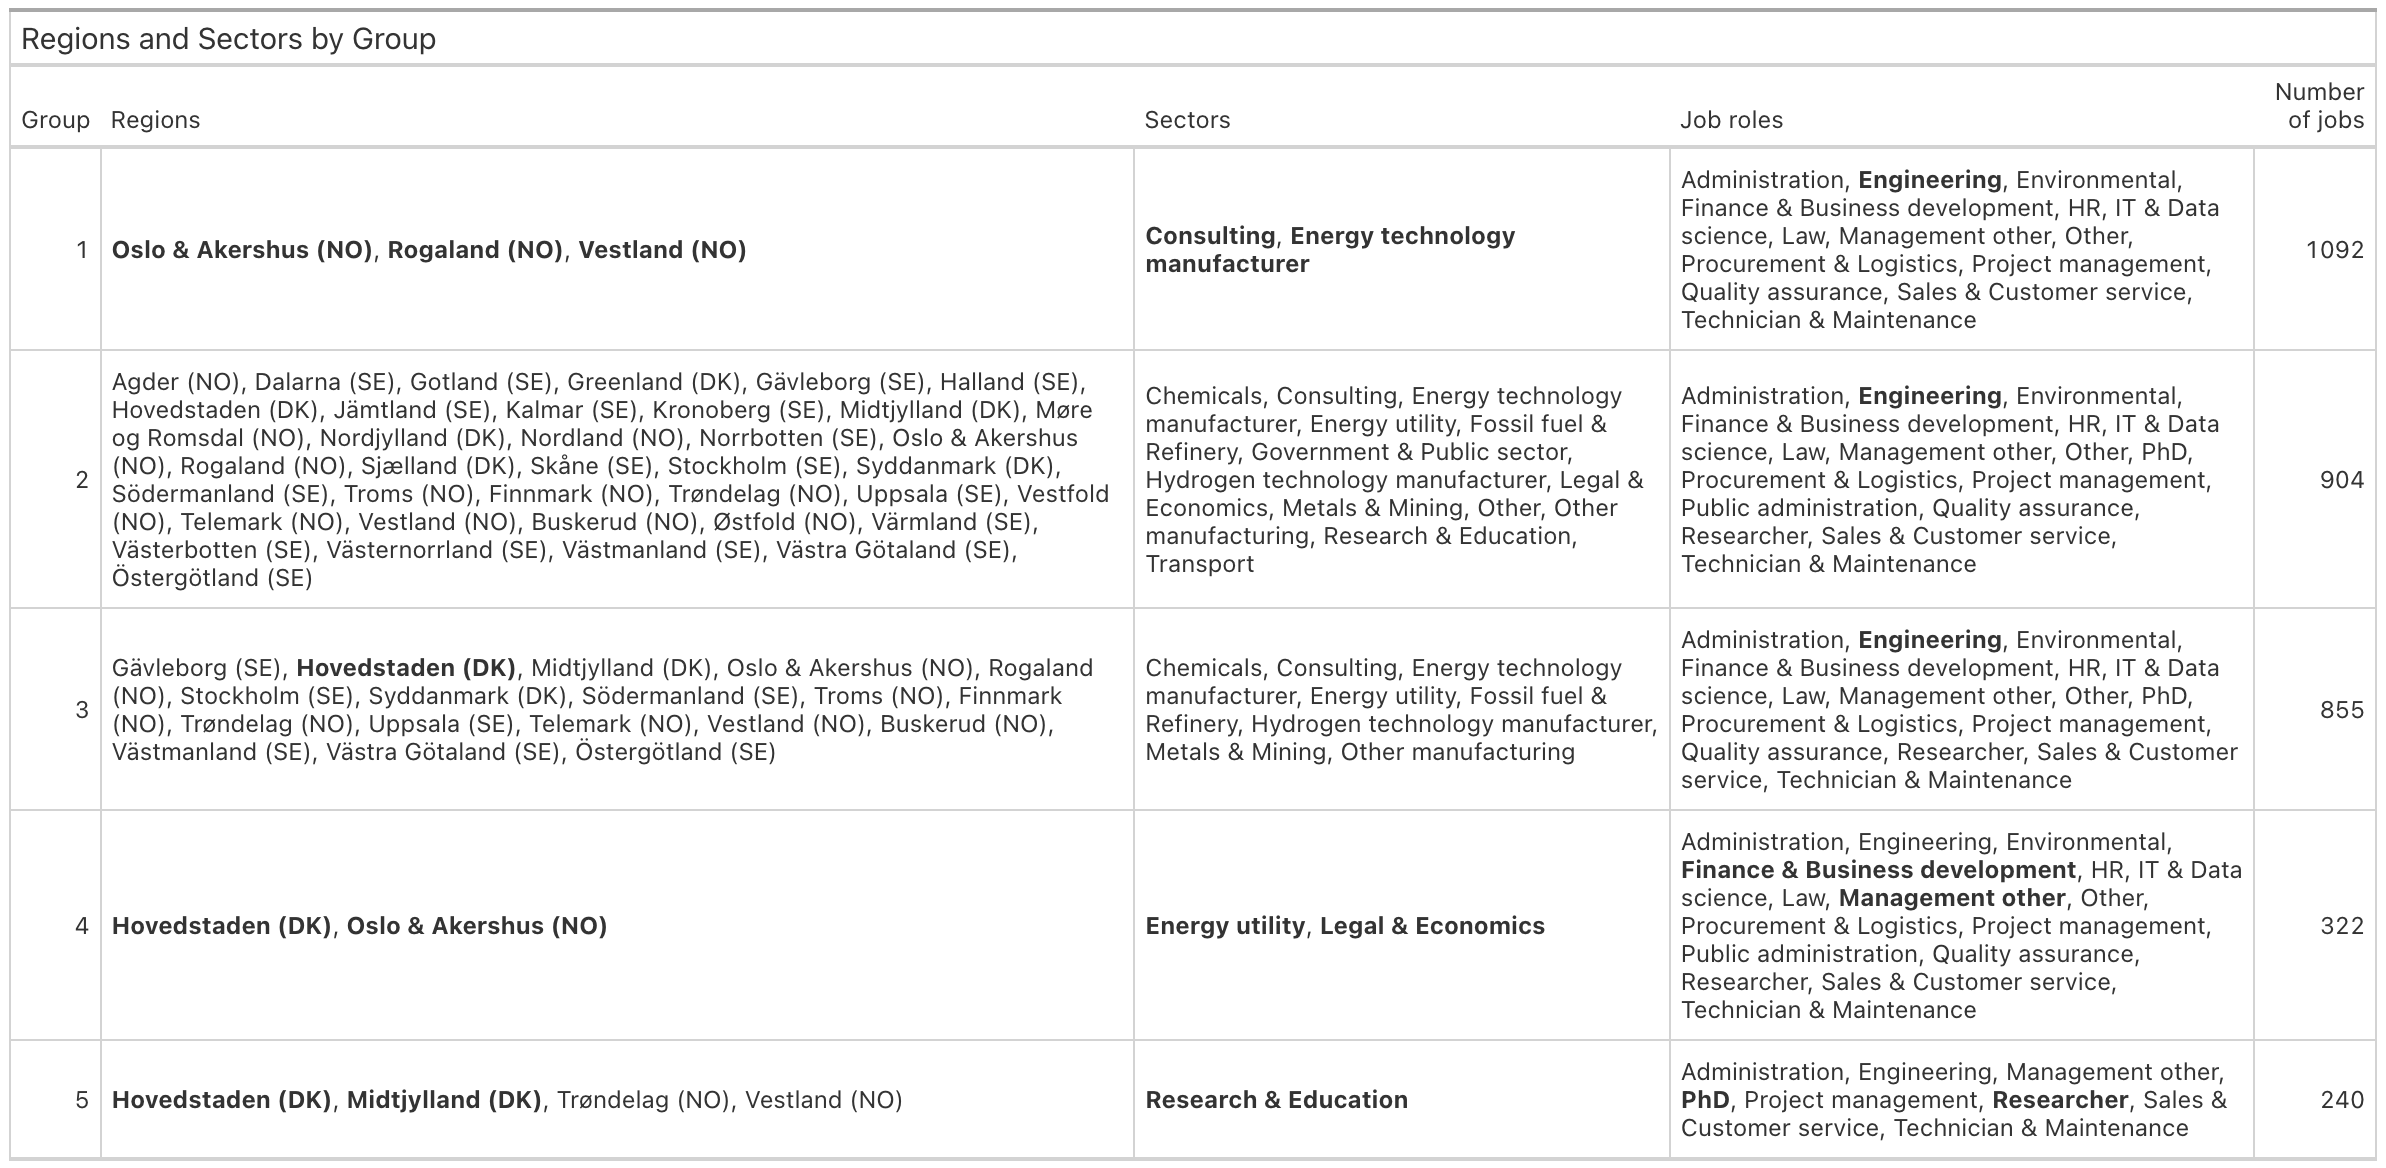 Regions and Sectors by Group
Group Regions Sectors Job roles Number of jobs
1
Oslo & Akershus (NO), Rogaland (NO), Vestland (NO)
Consulting, Energy technology
manufacturer
Administration, Engineering, Environmental,
Finance & Business development, HR, IT & Data
science, Law, Management other, Other,
Procurement & Logistics, Project management,
Quality assurance, Sales & Customer service,
Technician & Maintenance
1092
2
Agder (NO), Dalarna (SE), Gotland (SE), Greenland (DK), Gävleborg (SE), Halland (SE),
Hovedstaden (DK), Jämtland (SE), Kalmar (SE), Kronoberg (SE), Midtjylland (DK), Møre
og Romsdal (NO), Nordjylland (DK), Nordland (NO), Norrbotten (SE), Oslo & Akershus
(NO), Rogaland (NO), Sjælland (DK), Skåne (SE), Stockholm (SE), Syddanmark (DK),
Södermanland (SE), Troms (NO), Finnmark (NO), Trøndelag (NO), Uppsala (SE), Vestfold
(NO), Telemark (NO), Vestland (NO), Buskerud (NO), Østfold (NO), Värmland (SE),
Västerbotten (SE), Västernorrland (SE), Västmanland (SE), Västra Götaland (SE),
Östergötland (SE)
Chemicals, Consulting, Energy technology
manufacturer, Energy utility, Fossil fuel &
Refinery, Government & Public sector,
Hydrogen technology manufacturer, Legal &
Economics, Metals & Mining, Other, Other
manufacturing, Research & Education,
Transport
Administration, Engineering, Environmental,
Finance & Business development, HR, IT & Data
science, Law, Management other, Other, PhD,
Procurement & Logistics, Project management,
Public administration, Quality assurance,
Researcher, Sales & Customer service,
Technician & Maintenance
904
3
Gävleborg (SE), Hovedstaden (DK), Midtjylland (DK), Oslo & Akershus (NO), Rogaland
(NO), Stockholm (SE), Syddanmark (DK), Södermanland (SE), Troms (NO), Finnmark
(NO), Trøndelag (NO), Uppsala (SE), Telemark (NO), Vestland (NO), Buskerud (NO),
Västmanland (SE), Västra Götaland (SE), Östergötland (SE)
Chemicals, Consulting, Energy technology
manufacturer, Energy utility, Fossil fuel &
Refinery, Hydrogen technology manufacturer,
Metals & Mining, Other manufacturing
Administration, Engineering, Environmental,
Finance & Business development, HR, IT & Data
science, Law, Management other, Other, PhD,
Procurement & Logistics, Project management,
Quality assurance, Researcher, Sales & Customer
service, Technician & Maintenance
855
4
Hovedstaden (DK), Oslo & Akershus (NO)
Energy utility, Legal & Economics
Administration, Engineering, Environmental,
Finance & Business development, HR, IT & Data
science, Law, Management other, Other,
Procurement & Logistics, Project management,
Public administration, Quality assurance,
Researcher, Sales & Customer service,
Technician & Maintenance
322
5
Hovedstaden (DK), Midtjylland (DK), Trøndelag (NO), Vestland (NO)
Research & Education
Administration, Engineering, Management other,
PhD, Project management, Researcher, Sales &
Customer service, Technician & Maintenance
240